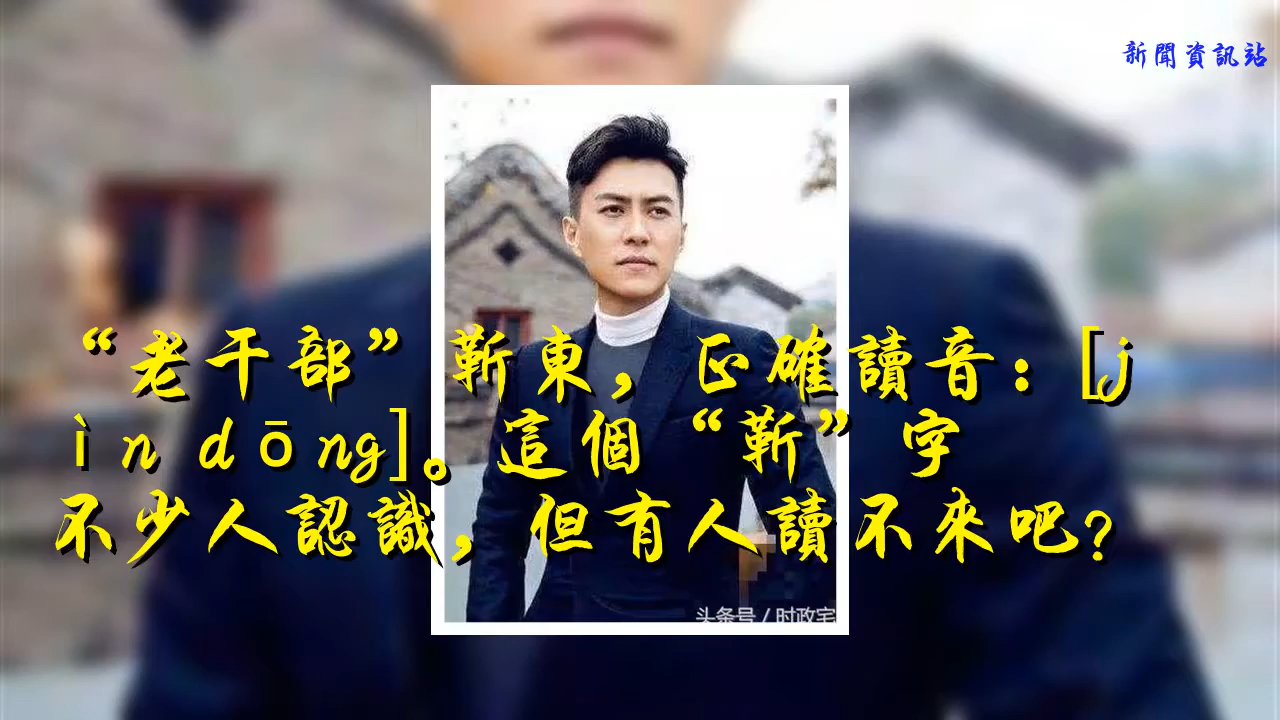 新聞資訊站
“老干部”靳東，正確讀音：[j
ìn dōng]。這個“靳”字
不少人認識，但有人讀不來吧？
头条号 / 时政宅